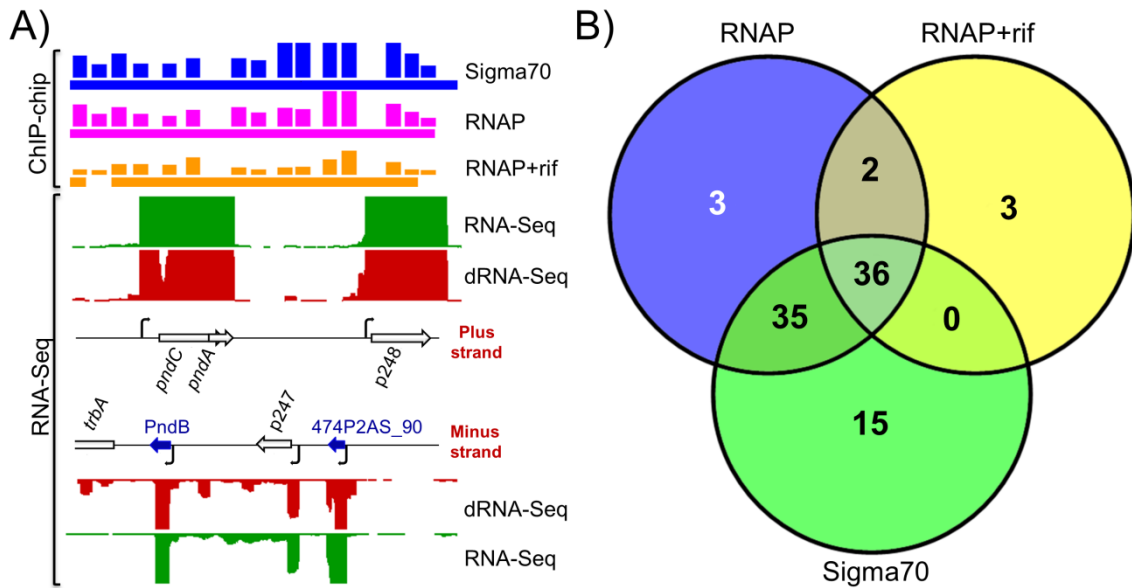 A)
ChIP-chip
Sigma70
RNAP
RNAP+rif
RNA-Seq
RNA-Seq
dRNA-Seq
pndC
pndA
p248
Plus
strand
trbA
PndB
p247
474P2AS_90
Minus
strand
dRNA-Seq
RNA-Seq
B)
RNAP
RNAP+rif
3
2
3
36
35
0
15
Sigma70